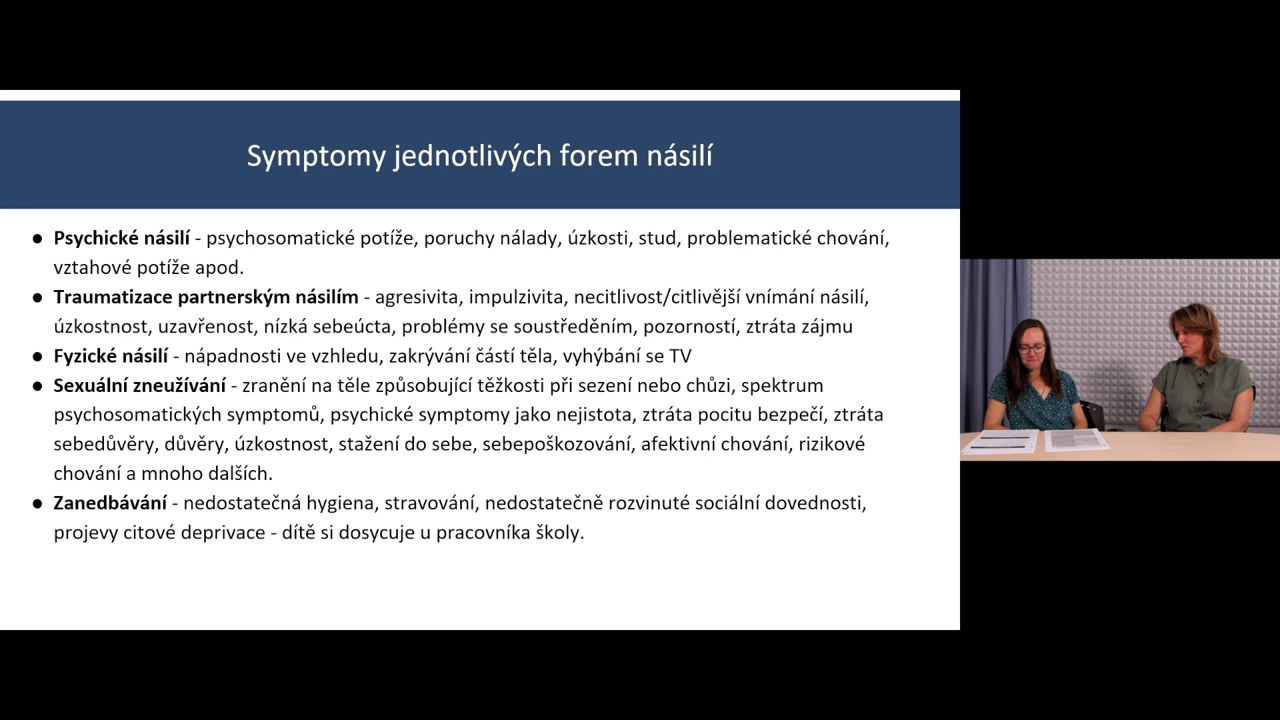 Symptomy jednotlivých forem násilí
● Psychické násilí - psychosomatické potíže, poruchy nálady, úzkosti, stud, problematické chování,
vztahové potíže apod.
● Traumatizace partnerským násilím - agresivita, impulzivita, necitlivost/citlivější vnímání násilí,
úzkostnost, uzavřenost, nízká sebeúcta, problémy se soustředěním, pozorností, ztráta zájmu
● Fyzické násilí - nápadnosti ve vzhledu, zakrývání částí těla, vyhýbání se TV
● Sexuální zneužívání - zranění na těle způsobující těžkosti při sezení nebo chůzi, spektrum
psychosomatických symptomů, psychické symptomy jako nejistota, ztráta pocitu bezpečí, ztráta
sebedůvěry, důvěry, úzkostnost, stažení do sebe, sebepoškozování, afektivní chování, rizikové
chování a mnoho dalších.
● Zanedbávání - nedostatečná hygiena, stravování, nedostatečně rozvinuté sociální dovednosti,
projevy citové deprivace - dítě si dosycuje u pracovníka školy.